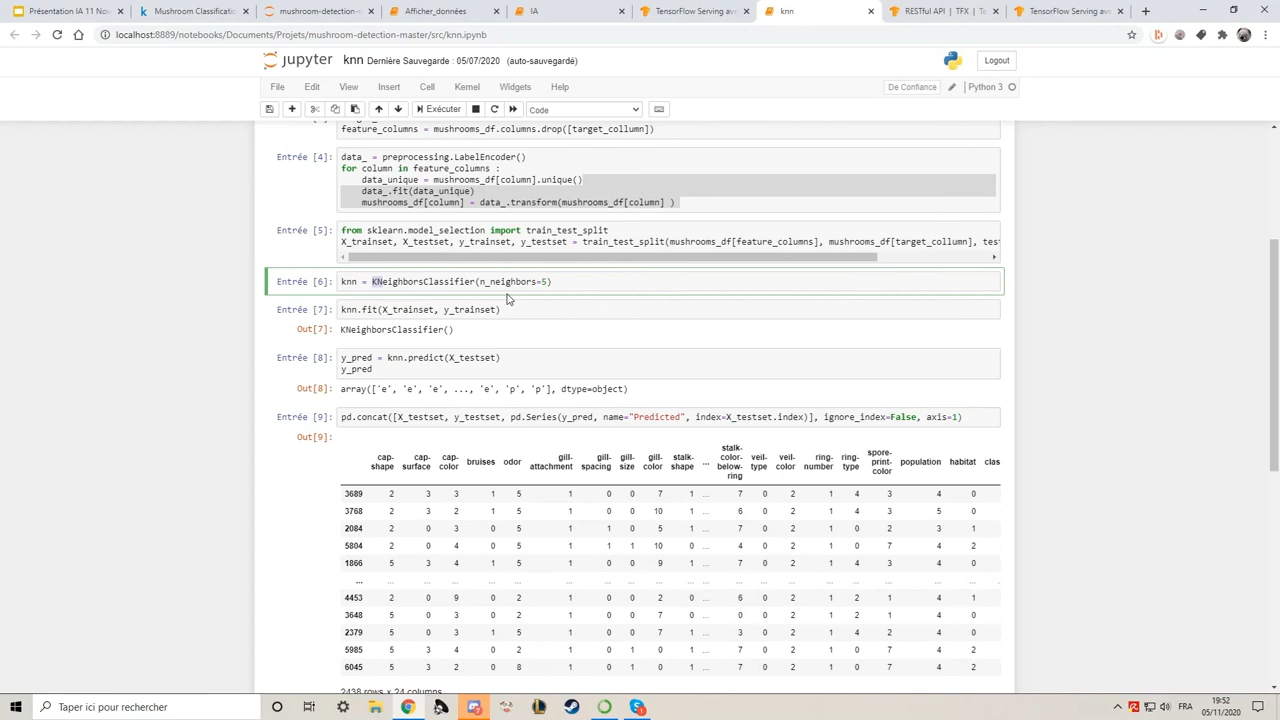 Présentation IA 11 Nov
Mushroom Classificati
mushroom-detection-m
Afficher_données
IA
TensorFlow Serving ave
knn
RESTful API | TFX | Te
TensorFlow Serving ave
localhost:8889/notebooks/Documents/Projets/mushroom-detection-master/src/knn.ipynb
jupyter knn Dernière Sauvegarde : 05/07/2020 (auto-sauvegardé)
Logout
File Edit View Insert Cell Kernel Widgets Help
De Confiance
Python 3
Exécuter
Code
feature_columns = mushrooms_df.columns.drop([target_collumn])
Entrée [4]:
data_ = preprocessing.LabelEncoder()
for column in feature_columns :
data_unique = mushrooms_df[column].unique()
data_.fit(data_unique)
mushrooms_df[column] = data_.transform(mushrooms_df[column] )
Entrée [5]:
from sklearn.model_selection import train_test_split
X_trainset, X_testset, y_trainset, y_testset = train_test_split(mushrooms_df[feature_columns], mushrooms_df[target_collumn], tes
Entrée [6]: knn = KNeighborsClassifier(n_neighbors=5)
Entrée [7]: knn.fit(X_trainset, y_trainset)
Out[7]: KNeighborsClassifier()
Entrée [8]: y_pred = knn.predict(X_testset)
y_pred
Out[8]: array(['e', 'e', 'e', ..., 'e', 'p', 'p'], dtype=object)
Entrée [9]: pd.concat([X_testset, y_testset, pd.Series(y_pred, name="Predicted", index=X_testset.index)], ignore_index=False, axis=1)
Out[9]:
cap-shape cap-surface cap-color bruises odor gill-attachment gill-spacing gill-size gill-color stalk-shape ... stalk-color-below-ring veil-type veil-color ring-number ring-type spore-print-color population habitat clas
3689 2 3 3 1 5 1 0 0 7 1 ... 7 0 2 1 4 3 4 0
3768 2 3 2 1 5 1 0 0 10 1 ... 6 0 2 1 4 3 5 0
2084 2 0 3 0 5 1 1 0 5 1 ... 7 0 2 1 0 2 3 1
5804 2 0 4 0 5 1 1 1 10 0 ... 4 0 2 1 0 7 4 2
1866 5 3 4 1 5 1 0 0 9 1 ... 7 0 2 1 4 3 4 0
... ... ... ... ... ... ... ... ... ... ... ... ... ... ... ... ... ... ... ...
4453 2 0 9 0 2 1 0 0 2 0 ... 6 0 2 1 2 1 4 1
3648 5 0 3 0 2 1 0 0 7 0 ... 0 0 2 1 2 1 4 0
2379 5 0 3 1 5 1 0 0 7 1 ... 3 0 2 1 4 2 4 0
5985 5 3 4 0 2 1 0 1 0 1 ... 7 0 2 1 0 7 4 2
6045 5 3 2 0 8 1 0 1 0 1 ... 7 0 2 1 0 7 4 2
2438 rows × 24 columns
Taper ici pour rechercher
FRA
19:52
05/11/2020